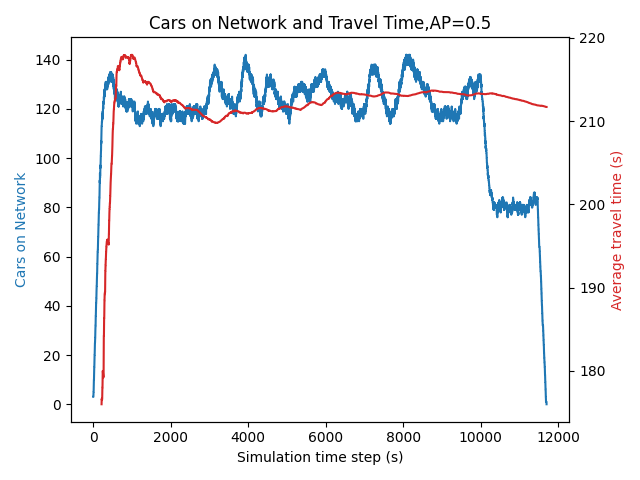 Cars on Network and Travel Time,AP=0.5
220
140
120
210
100
200
80
60
190
40
20
180
0
0 2000 4000 6000 8000 10000 12000
Simulation time step (s)
Cars on Network
Average travel time (s)